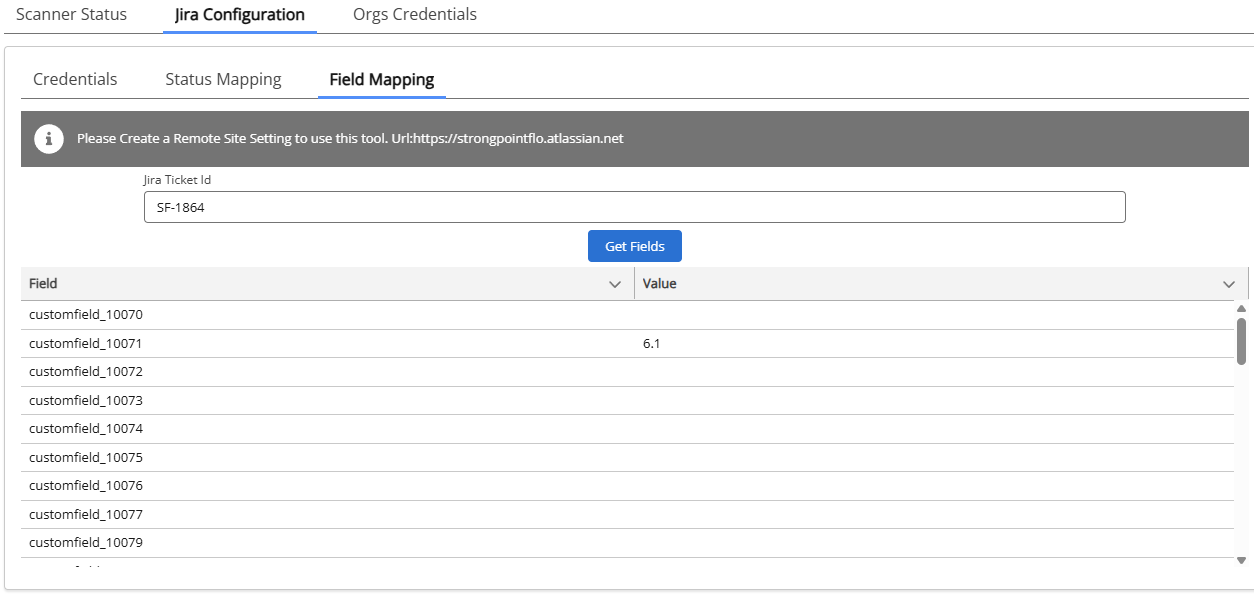 Scanner Status Jira Configuration Orgs Credentials
Credentials Status Mapping Field Mapping
Please Create a Remote Site Setting to use this tool. Url:https://strongpointflo.atlassian.net
Jira Ticket Id
SF-1864
Get Fields
Field Value
customfield_10070
customfield_10071 6.1
customfield_10072
customfield_10073
customfield_10074
customfield_10075
customfield_10076
customfield_10077
customfield_10079